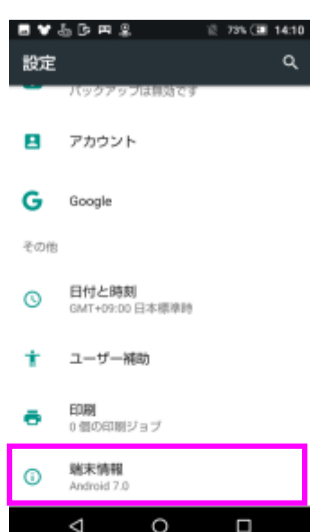 73% 14:10
設定
バックアップは無効です
アカウント
Google
その他
日付と時刻
GMT+09:00 日本標準時
ユーザー補助
印刷
0 個の印刷ジョブ
端末情報
Android 7.0